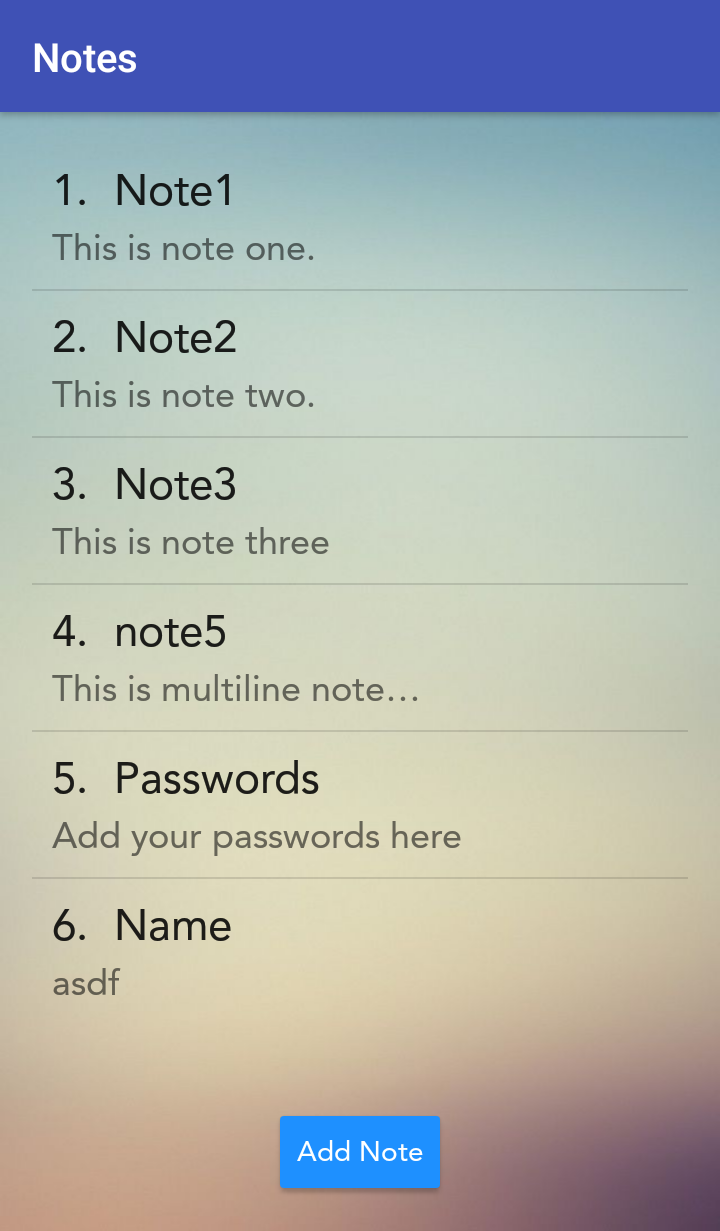 Notes
1. Note1
This is note one.
2. Note2
This is note two.
3. Note3
This is note three
4. note5
This is multiline note…
5. Passwords
Add your passwords here
6. Name
asdf
Add Note